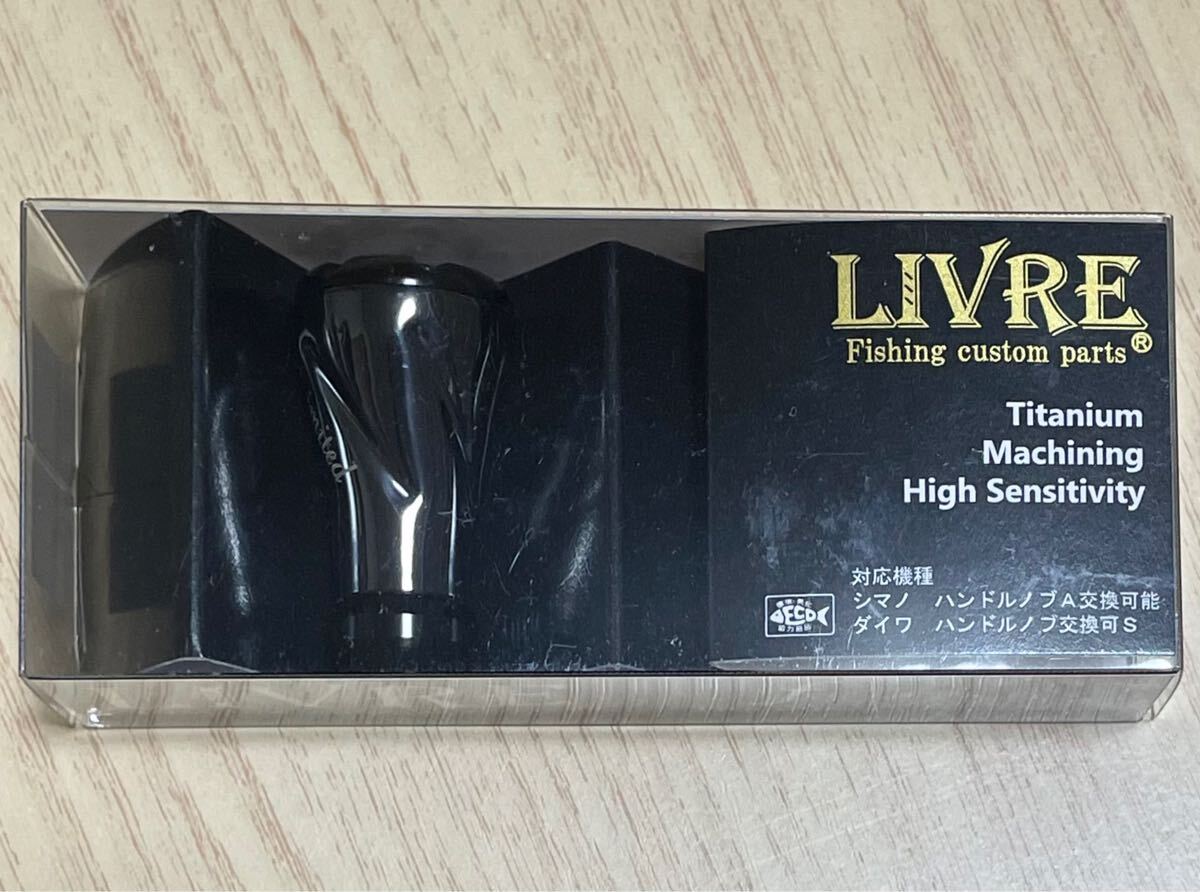 LIVRE
Fishing custom parts®
Titanium
Machining
High Sensitivity
対応機種
シマノ ハンドルノブA交換可能
ダイワ ハンドルノブ交換可S
ECO